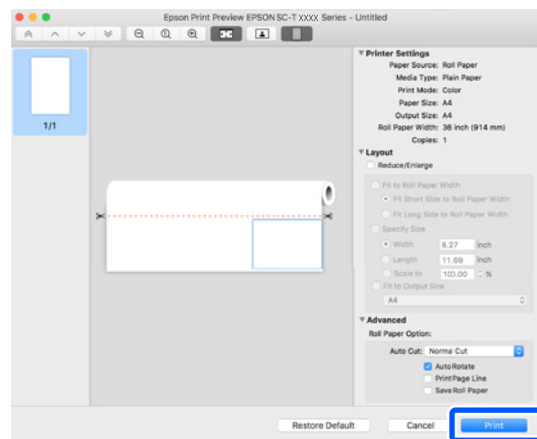 Epson Print Preview EPSON SC-T XXXX Series - Untitled
1/1
Printer Settings
Paper Source: Roll Paper
Media Type: Plain Paper
Print Mode: Color
Paper Size: A4
Output Size: A4
Roll Paper Width: 36 inch (914 mm)
Copies: 1
Layout
Reduce/Enlarge
Fit to Roll Paper Width
Fit Short Side to Roll Paper Width
Fit Long Side to Roll Paper Width
Specify Size
Width 8.27 inch
Length 11.69 inch
Scale to 100.00 %
Fit to Output Size
A4
Advanced
Roll Paper Option:
Auto Cut: Norma Cut
Auto Rotate
Print Page Line
Save Roll Paper
Restore Default Cancel Print